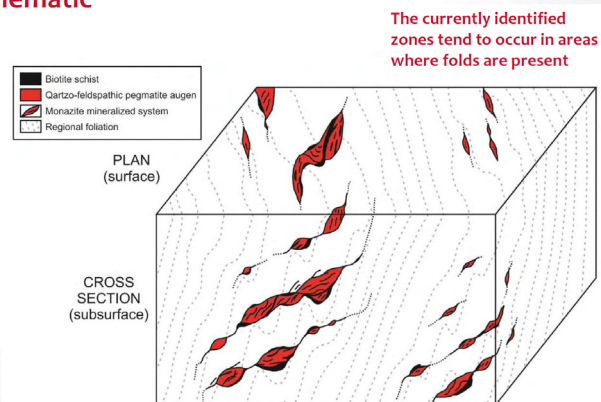 The currently identified
zones tend to occur in areas
where folds are present
Biotite schist
Qartzo-feldspathic pegmatite augen
Monazite mineralized system
Regional foliation
PLAN
(surface)
CROSS
SECTION
(subsurface)